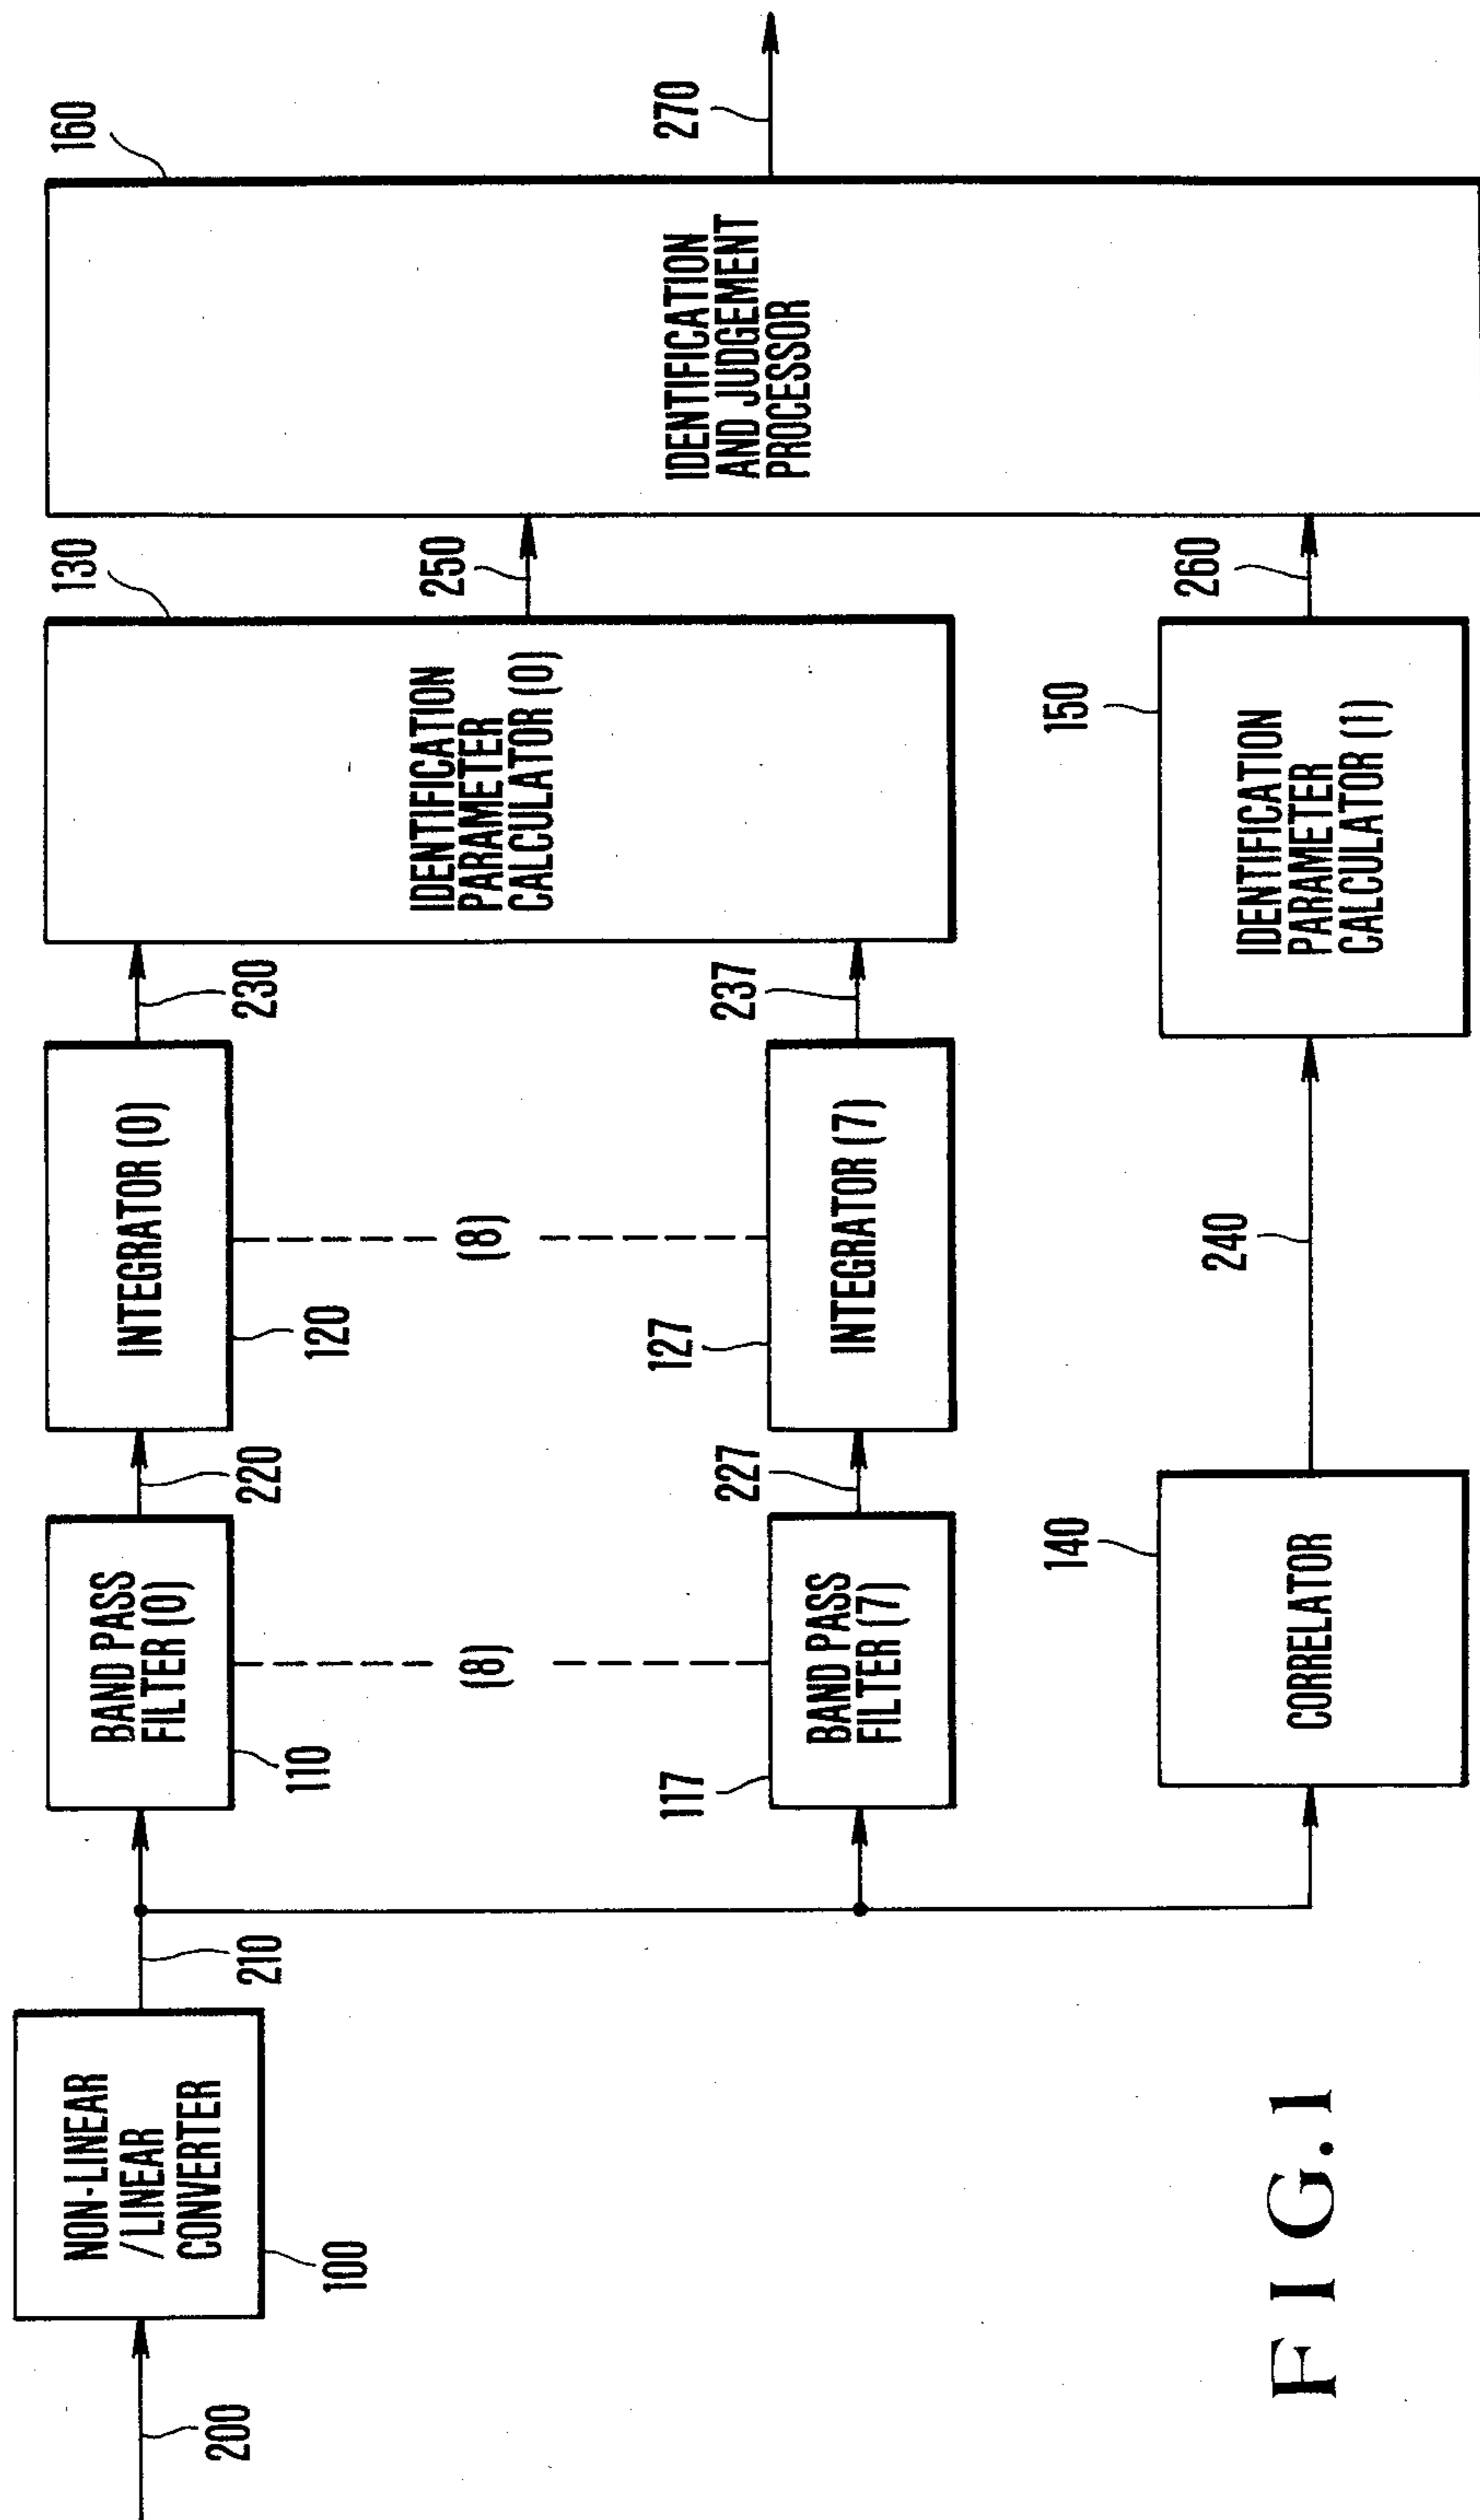 200
NON-LINEAR
/ LINEAR
CONVERTER
100
210
BAND PASS
FILTER (0)
110
220
INTEGRATOR (0)
120
230
(8)
(8)
BAND PASS
FILTER (7)
117
227
INTEGRATOR (7)
127
237
IDENTIFICATION
PARAMETER
CALCULATOR (0)
130
250
CORRELATOR
140
240
IDENTIFICATION
PARAMETER
CALCULATOR (1)
150
260
IDENTIFICATION
AND JUDGEMENT
PROCESSOR
160
270
FIG.1